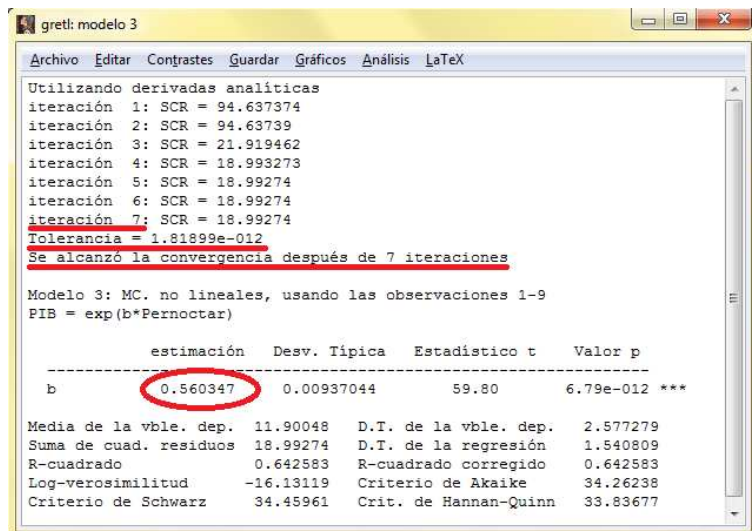 gretl: modelo 3
Archivo Editar Contrastes Guardar Gráficos Análisis LaTeX
Utilizando derivadas analíticas
iteración 1: SCR = 94.637374
iteración 2: SCR = 94.63739
iteración 3: SCR = 21.919462
iteración 4: SCR = 18.993273
iteración 5: SCR = 18.99274
iteración 6: SCR = 18.99274
iteración 7: SCR = 18.99274
Tolerancia = 1.81899e-012
Se alcanzó la convergencia después de 7 iteraciones
Modelo 3: MC. no lineales, usando las observaciones 1-9
PIB = exp(b*Pernoctar)
estimación Desv. Típica Estadístico t Valor p
---------------------------------------------------------------
b 0.560347 0.00937044 59.80 6.79e-012 ***
Media de la vble. dep. 11.90048 D.T. de la vble. dep. 2.577279
Suma de cuad. residuos 18.99274 D.T. de la regresión 1.540809
R-cuadrado 0.642583 R-cuadrado corregido 0.642583
Log-verosimilitud -16.13119 Criterio de Akaike 34.26238
Criterio de Schwarz 34.45961 Crit. de Hannan-Quinn 33.83677